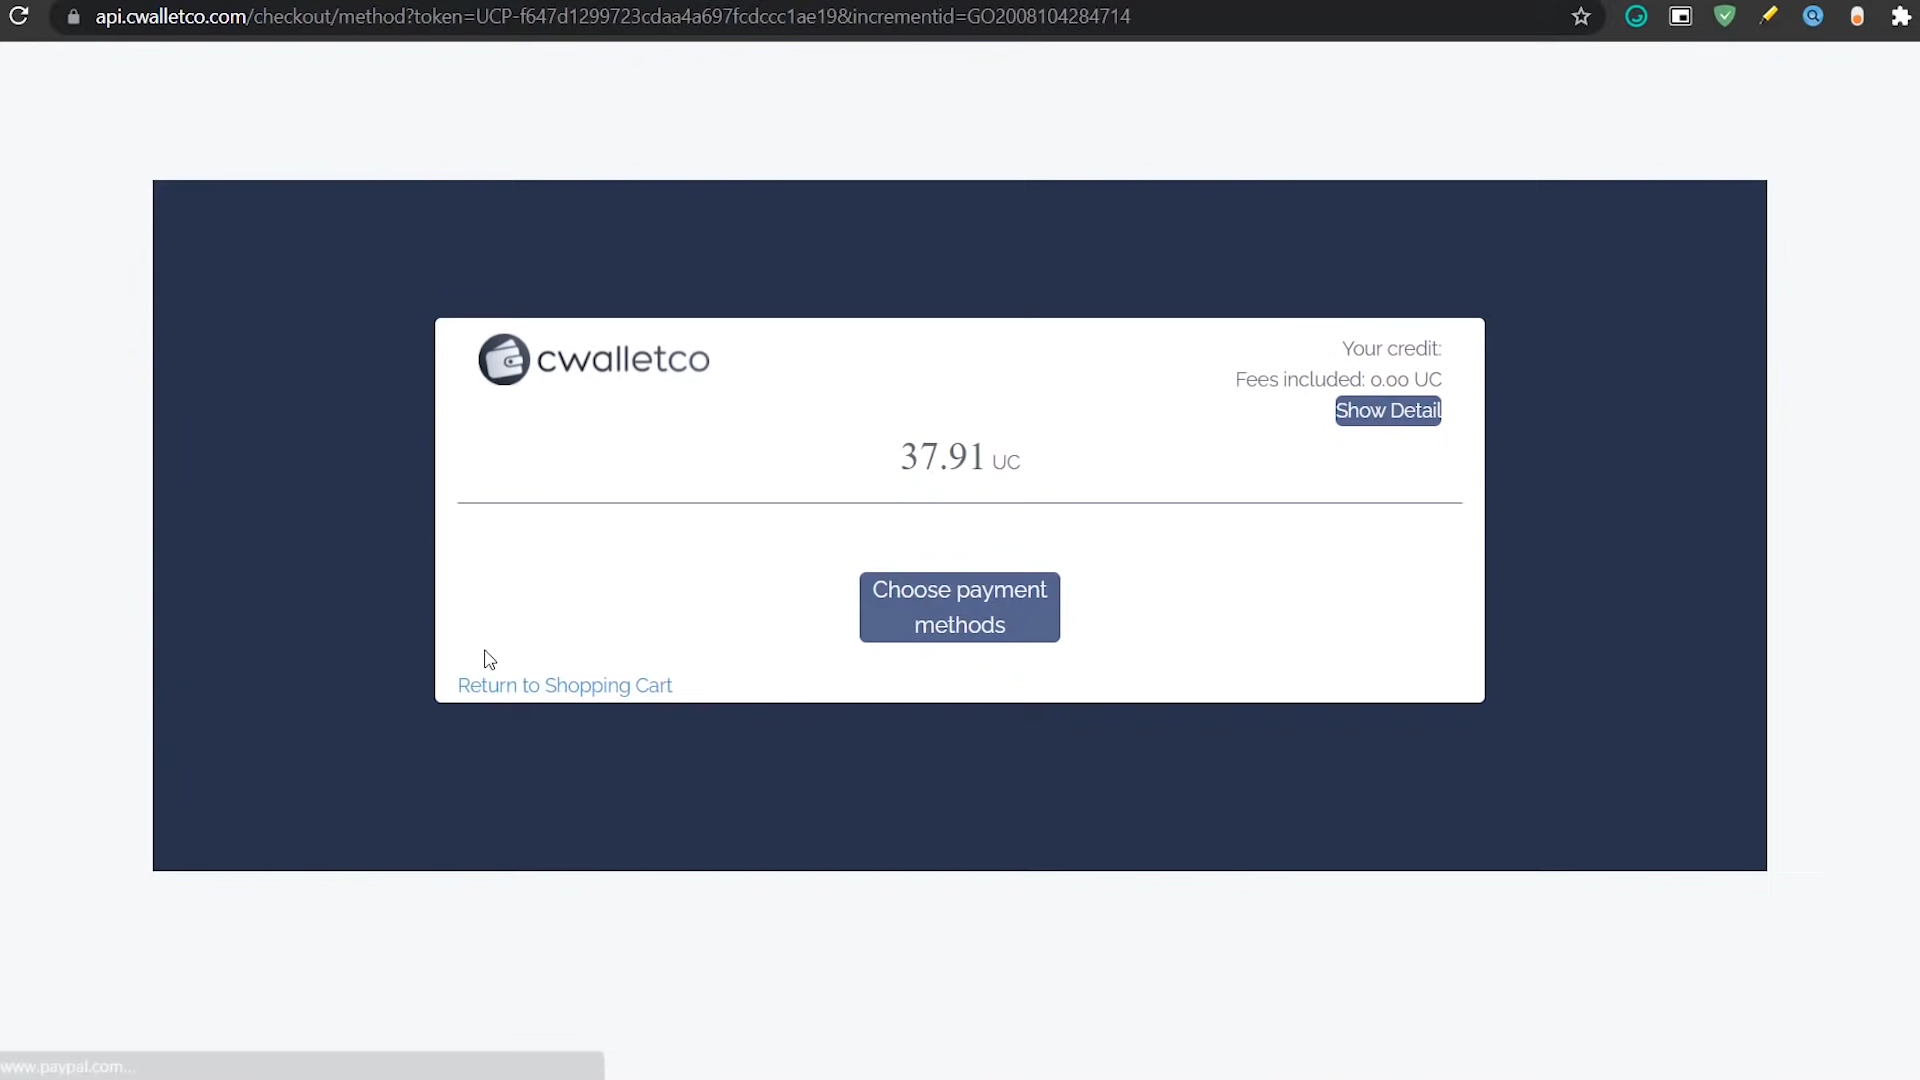 api.cwalletco.com/checkout/method?token=UCP-f647d1299723cdaa4a697fcdccc1ae19&incrementid=GO2008104284714
cwalletco
Your credit:
Fees included: 0.00 UC
Show Detail
37.91 UC
Choose payment
methods
Return to Shopping Cart
www.paypal.com...